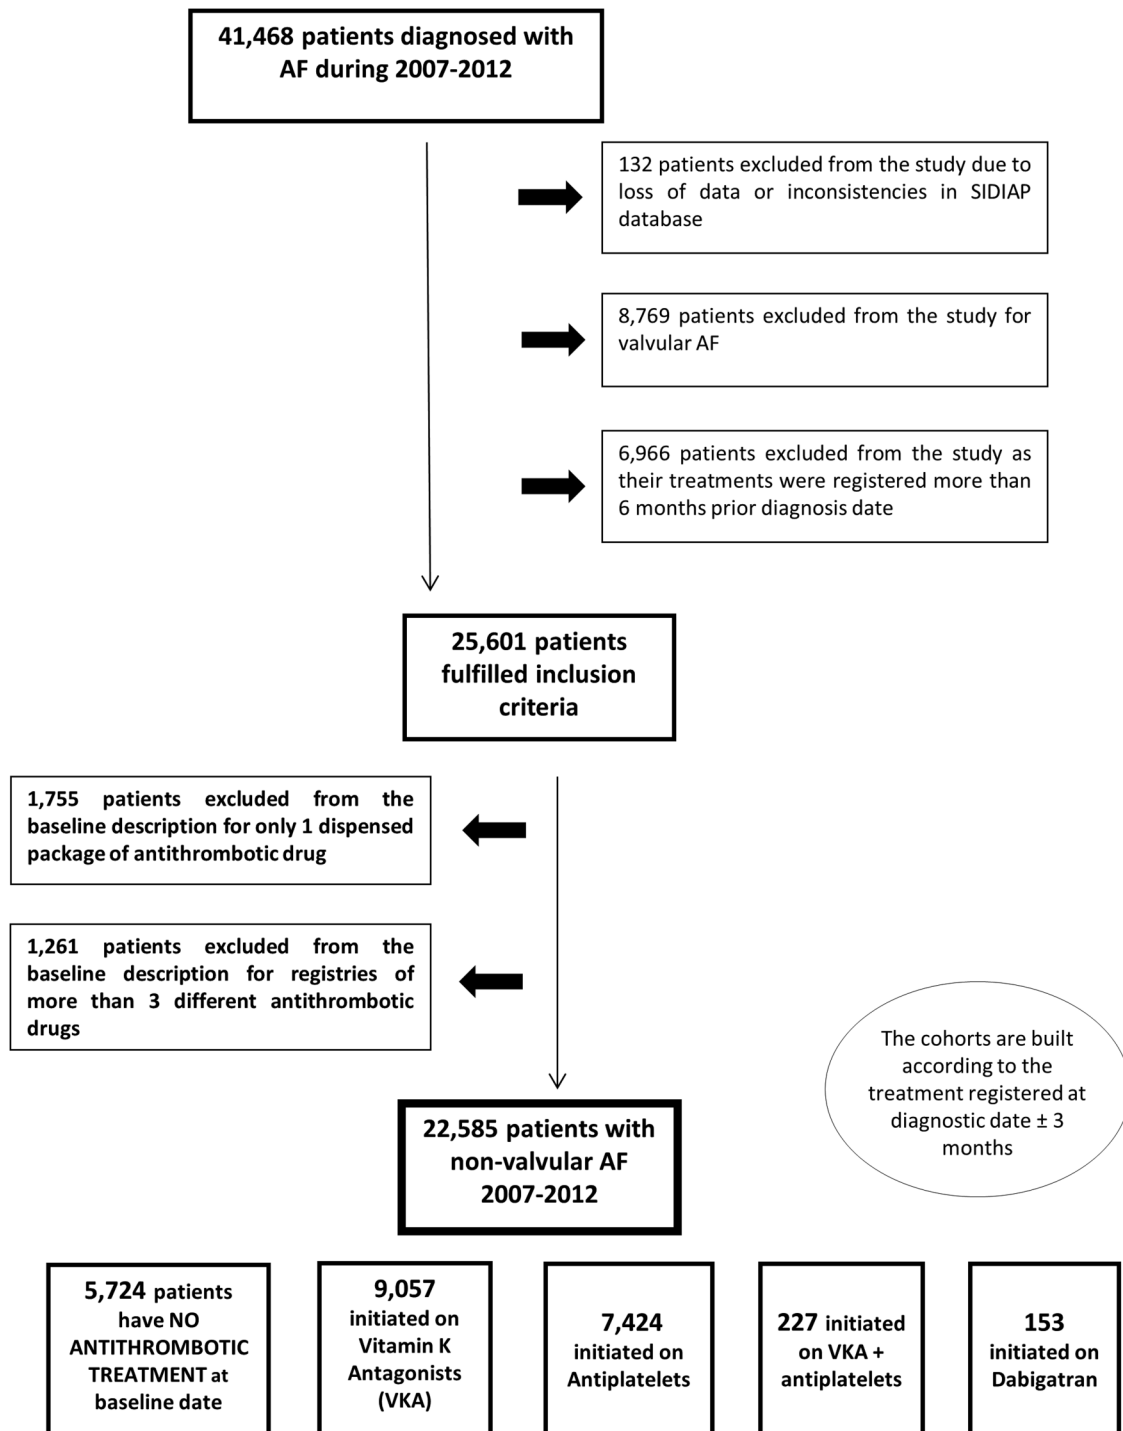 41,468 patients diagnosed with
AF during 2007-2012
132 patients excluded from the study due to
loss of data or inconsistencies in SIDIAP
database
8,769 patients excluded from the study for
valvular AF
6,966 patients excluded from the study as
their treatments were registered more than
6 months prior diagnosis date
25,601 patients
fulfilled inclusion
criteria
1,755 patients excluded from the
baseline description for only 1 dispensed
package of antithrombotic drug
1,261 patients excluded from the
baseline description for registries of
more than 3 different antithrombotic
drugs
The cohorts are built
according to the
treatment registered at
diagnostic date ± 3
months
22,585 patients with
non-valvular AF
2007-2012
5,724 patients
have NO
ANTITHROMBOTIC
TREATMENT at
baseline date
9,057
initiated on
Vitamin K
Antagonists
(VKA)
7,424
initiated on
Antiplatelets
227 initiated
on VKA +
antiplatelets
153
initiated on
Dabigatran